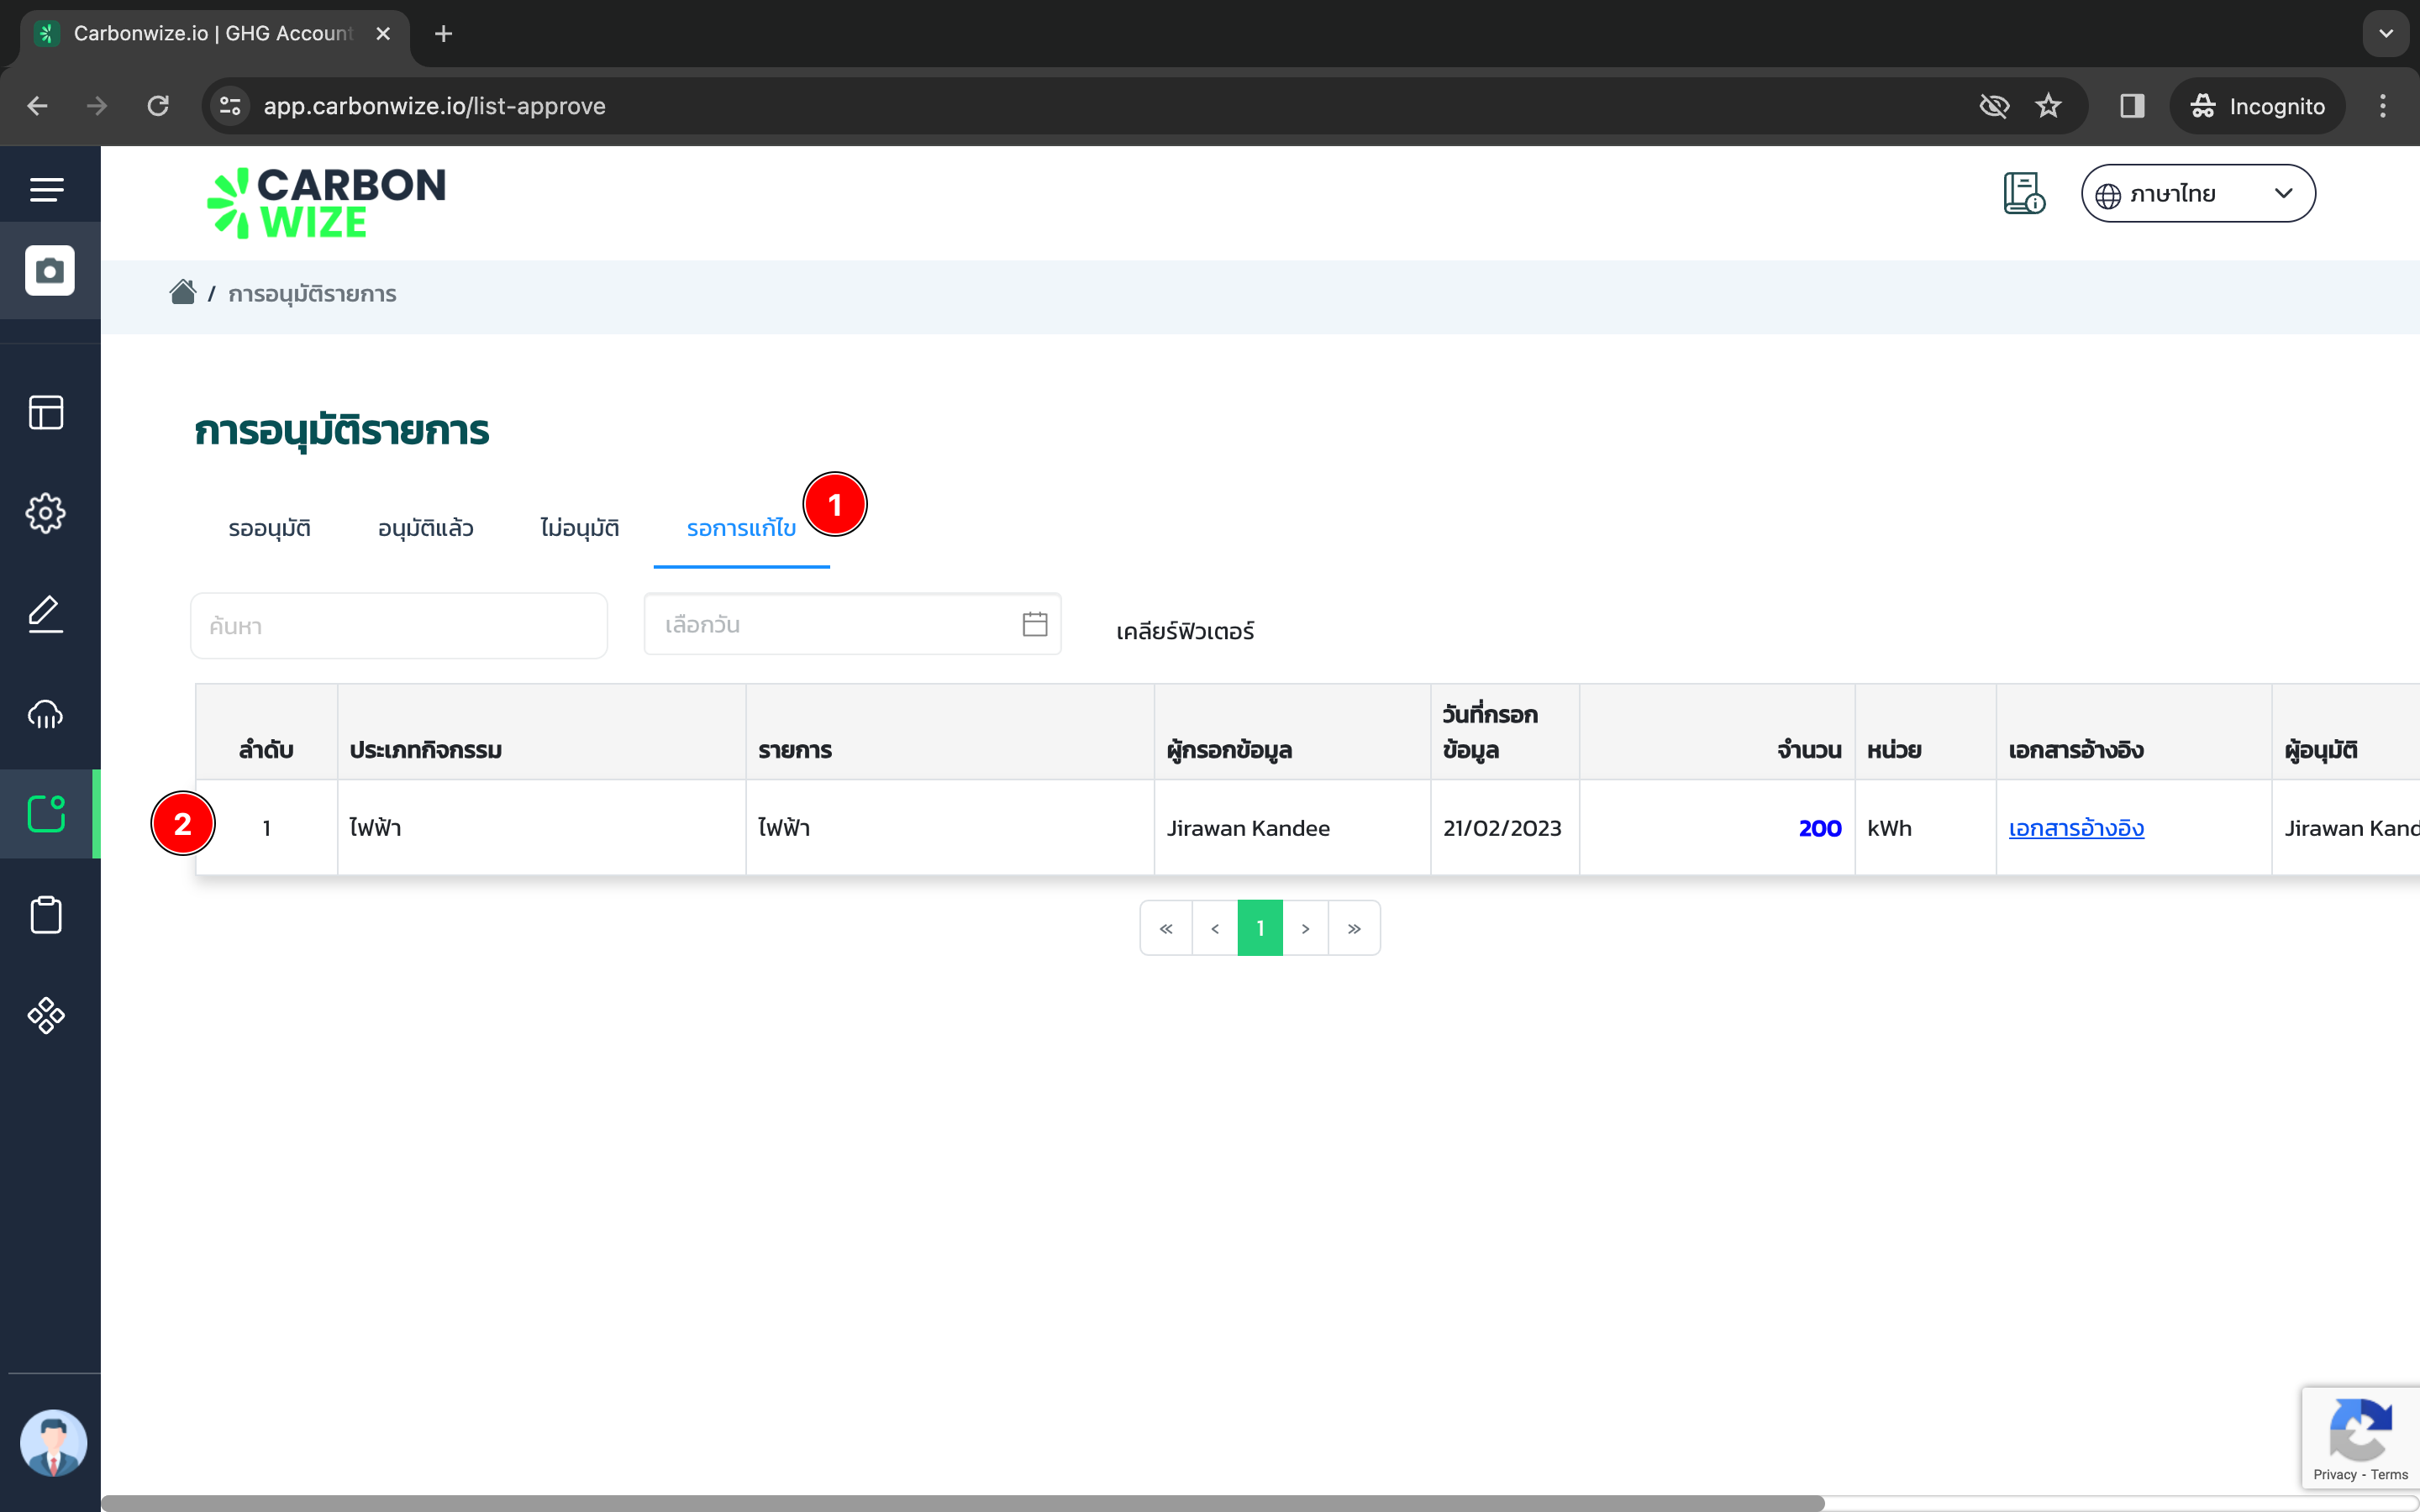 Carbonwize.io | GHG Account
app.carbonwize.io/list-approve
Incognito
CARBON
WIZE
ภาษาไทย
/ การอนุมัติรายการ
การอนุมัติรายการ
รออนุมัติ อนุมัติแล้ว ไม่อนุมัติ รอการแก้ไข 1
ค้นหา เลือกวัน เคลียร์ฟิวเตอร์
ลำดับ ประเภทกิจกรรม รายการ ผู้กรอกข้อมูล วันที่กรอก
ข้อมูล จำนวน หน่วย เอกสารอ้างอิง ผู้อนุมัติ
2 1 ไฟฟ้า ไฟฟ้า Jirawan Kandee 21/02/2023 200 kWh เอกสารอ้างอิง Jirawan Kand
« ‹ 1 › »
Privacy - Terms